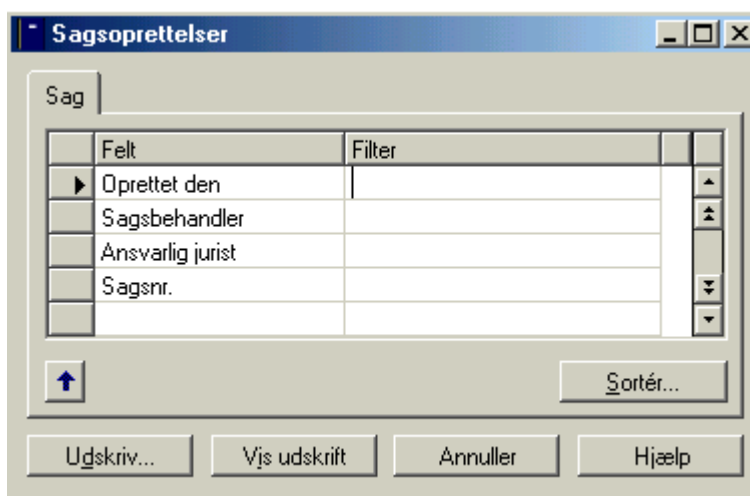 Sagsoprettelser
Sag
Felt Filter
Oprettet den
Sagsbehandler
Ansvarlig jurist
Sagsnr.
Sortér...
Udskriv... Vis udskrift Annuller Hjælp